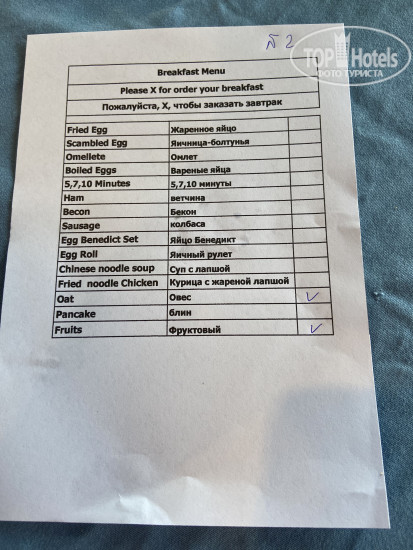 № 2
TOP Hotels
ФОТО ТУРИСТА
Breakfast Menu
Please X for order your breakfast
Пожалуйста, X, чтобы заказать завтрак
Fried Egg Жаренное яйцо
Scambled Egg Яичница-болтунья
Omellete Омлет
Boiled Eggs Вареные яйца
5,7,10 Minutes 5,7,10 минуты
Ham ветчина
Becon Бекон
Sausage колбаса
Egg Benedict Set Яйцо Бенедикт
Egg Roll Яичный рулет
Chinese noodle soup Суп с лапшой
Fried noodle Chicken Курица с жареной лапшой
Oat Овес ✓
Pancake блин
Fruits Фруктовый ✓